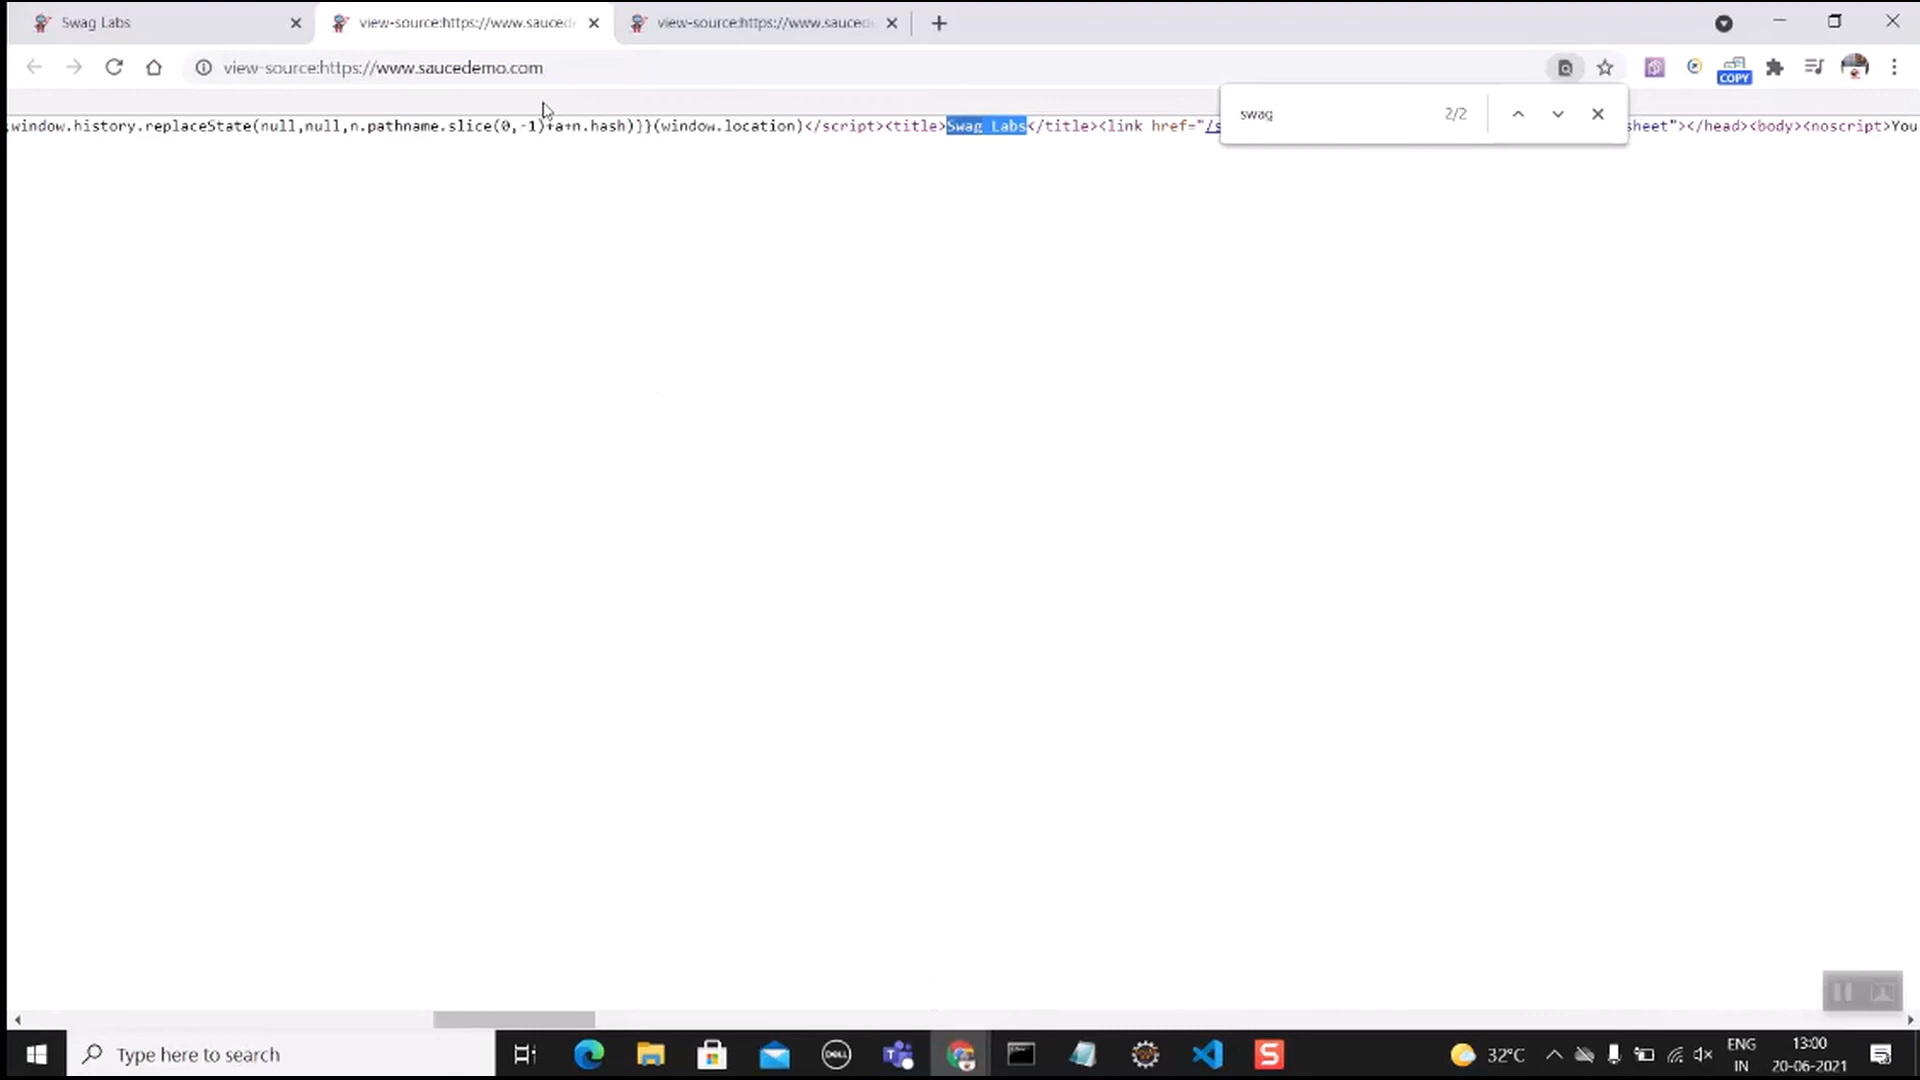 Swag Labs
view-source:https://www.sauced
view-source:https://www.sauced
view-source:https://www.saucedemo.com
COPY
swag
2/2
;window.history.replaceState(null,null,n.pathname.slice(0,-1)+a+n.hash)}}(window.location)</script><title>Swag Labs</title><link href="/s
heet"></head><body><noscript>You
Type here to search
DELL
S
32°C
ENG
IN
13:00
20-06-2021